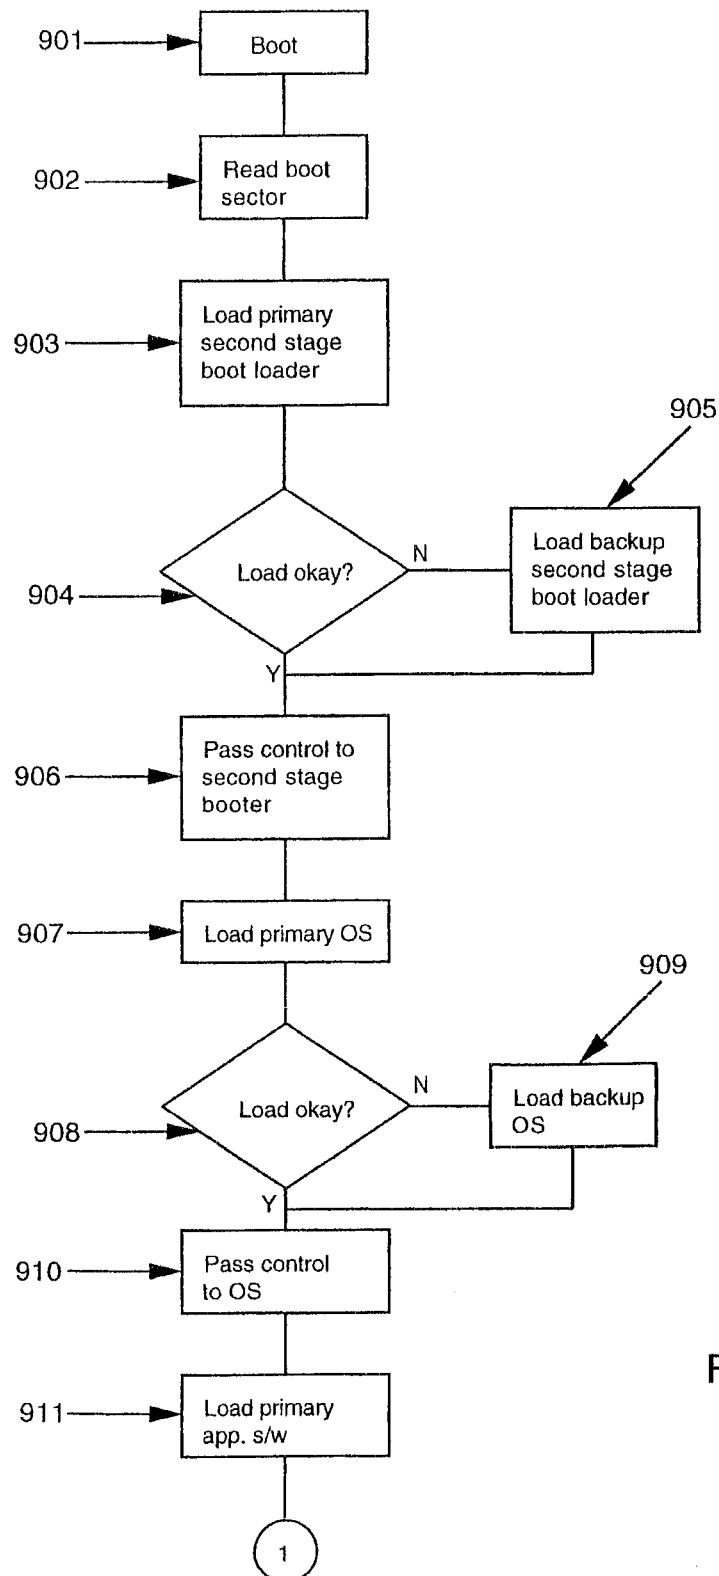 901
Boot
902
Read boot
sector
903
Load primary
second stage
boot loader
905
Load okay?
N
Load backup
second stage
boot loader
904
Y
906
Pass control to
second stage
booter
907
Load primary OS
909
Load okay?
N
Load backup
OS
908
Y
910
Pass control
to OS
F
911
Load primary
app. s/w
1